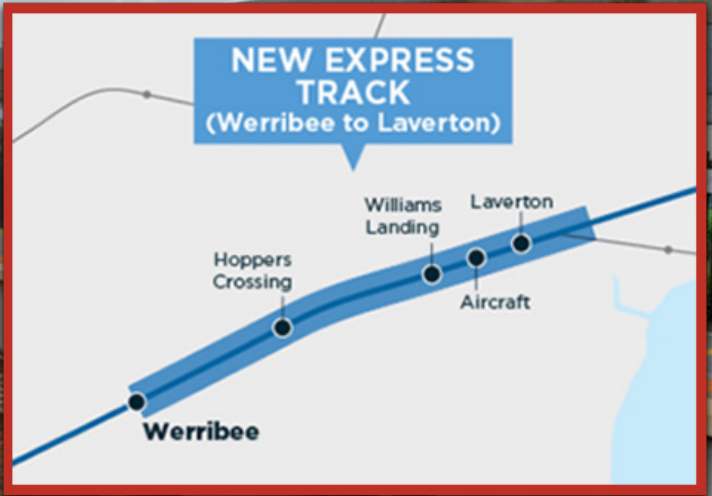 NEW EXPRESS
TRACK
(Werribee to Laverton)
Williams
Landing
Laverton
Hoppers
Crossing
Aircraft
Werribee